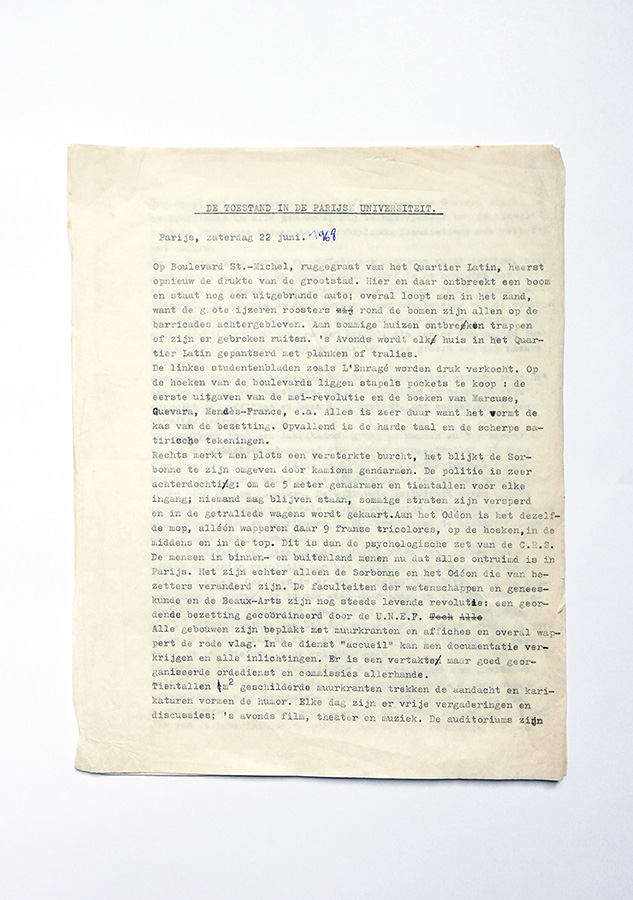 DE TOESTAND IN DE PARIJSE UNIVERSITEIT.
Parijs, zaterdag 22 juni. 1968
Op Boulevard St.-Michel, ruggegraat van het Quartier Latin, heerst
opnieuw de drukte van de grootstad. Hier en daar ontbreekt een boom
en staat nog een uitgebrande auto; overal loopt men in het zand,
want de grote ijzeren roosters rond de bomen zijn allen op de
barricades achtergebleven. Aan sommige huizen ontbreken trappen
of zijn er gebroken ruiten. 's Avonds wordt elk huis in het Quar-
tier Latin gepantserd met planken of tralies.
De linkse studentenbladen zoals L'Enragé worden druk verkocht. Op
de hoeken van de boulevards liggen stapels pockets te koop : de
eerste uitgaven van de mei-revolutie en de boeken van Marcuse,
Guevara, Mendès-France, e.a. Alles is zeer duur want het vormt de
kas van de bezetting. Opvallend is de harde taal en de scherpe sa-
tirische tekeningen.
Rechts merkt men plots een versterkte burcht, het blijkt de Sor-
bonne te zijn omgeven door kamions gendarmen. De politie is zeer
achterdochtig: om de 5 meter gendarmen en tientallen voor elke
ingang; niemand mag blijven staan, sommige straten zijn versperd
en in de getraliede wagens wordt gekaart.Aan het Odéon is het dezelf-
de mop, alléén wapperen daar 9 franse tricolores, op de hoeken,in de
middens en in de top. Dit is dan de psychologische zet van de C.R.S.
De mensen in binnen- en buitenland menen nu dat alles ontruimd is in
Parijs. Het zijn echter alleen de Sorbonne en het Odéon die van be-
zetters veranderd zijn. De faculteiten der wetenschappen en genees-
kunde en de Beaux-Arts zijn nog steeds levende revolutie: een geor-
dende bezetting gecoördineerd door de U.N.E.F. Toch Alle
Alle gebouwen zijn beplakt met muurkranten en affiches en overal wap-
pert de rode vlag. In de dienst "accueil" kan men documentatie ver-
krijgen en alle inlichtingen. Er is een vertakte maar goed geor-
ganiseerde ordedienst en commissies allerhande.
Tientallen m² geschilderde muurkranten trekken de aandacht en kari-
katuren vormen de humor. Elke dag zijn er vrije vergaderingen en
discussies; 's avonds film, theater en muziek. De auditoriums zijn